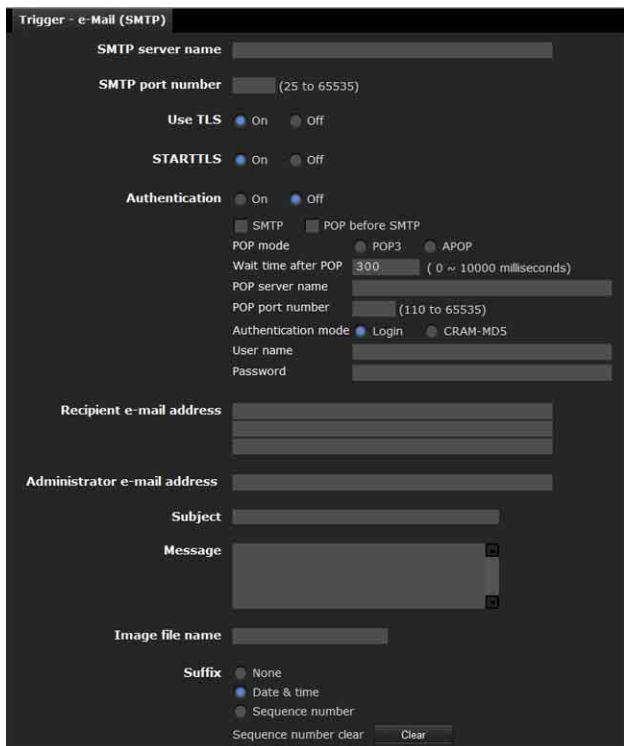 Trigger - e-Mail (SMTP)
SMTP server name
SMTP port number (25 to 65535)
Use TLS On Off
STARTTLS On Off
Authentication On Off
SMTP POP before SMTP
POP mode POP3 APOP
Wait time after POP 300 ( 0 ~ 10000 milliseconds)
POP server name
POP port number (110 to 65535)
Authentication mode Login CRAM-MD5
User name
Password
Recipient e-mail address
Administrator e-mail address
Subject
Message
Image file name
Suffix None
Date & time
Sequence number
Sequence number clear Clear